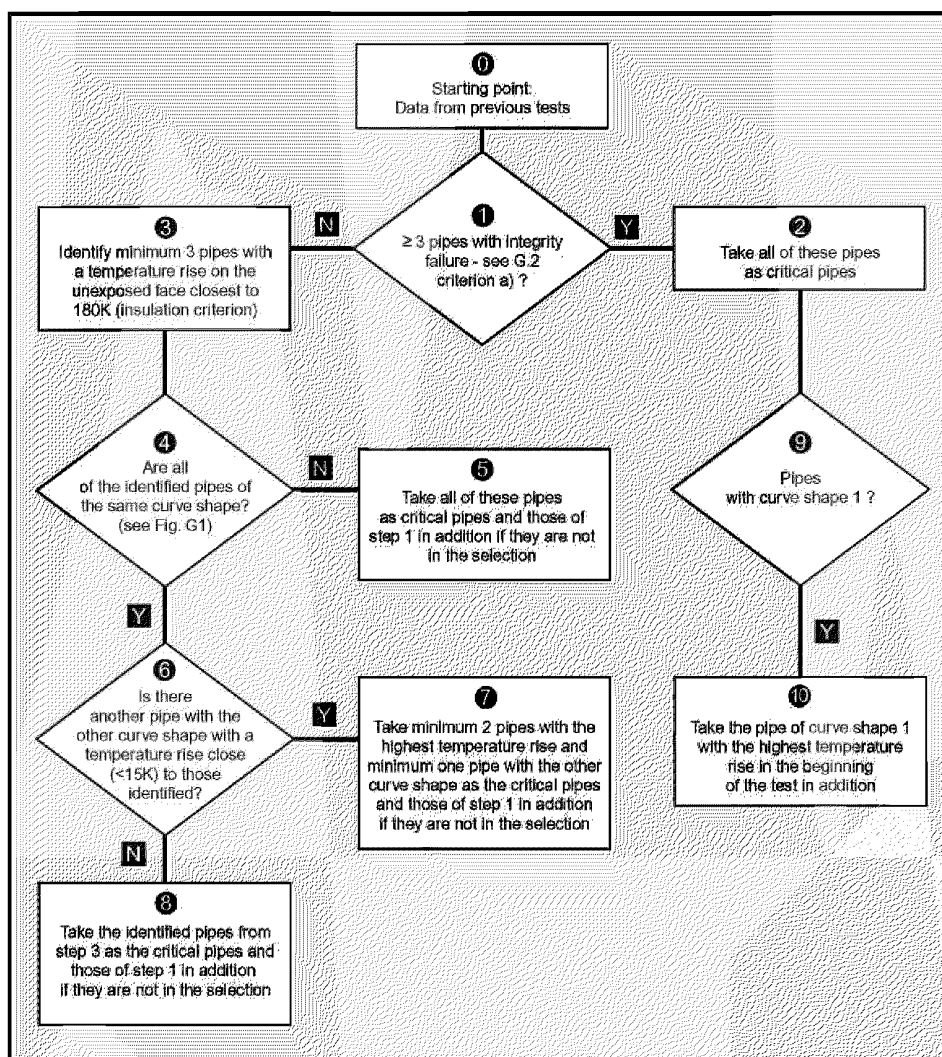 0
Starting point:
Data from previous tests
1
≥ 3 pipes with integrity
failure - see G.2
criterion a) ?
N
Y
3
Identify minimum 3 pipes with
a temperature rise on the
unexposed face closest to
180K (insulation criterion)
2
Take all of these pipes
as critical pipes
4
Are all
of the identified pipes of
the same curve shape?
(see Fig. G1)
N
5
Take all of these pipes
as critical pipes and those of
step 1 in addition if they are not
in the selection
9
Pipes
with curve shape 1 ?
Y
Y
6
Is there
another pipe with the
other curve shape with a
temperature rise close
(<15K) to those
identified?
Y
7
Take minimum 2 pipes with the
highest temperature rise and
minimum one pipe with the other
curve shape as the critical pipes
and those of step 1 in addition
if they are not in the selection
10
Take the pipe of curve shape 1
with the highest temperature
rise in the beginning
of the test in addition
N
8
Take the identified pipes from
step 3 as the critical pipes and
those of step 1 in addition
if they are not in the selection